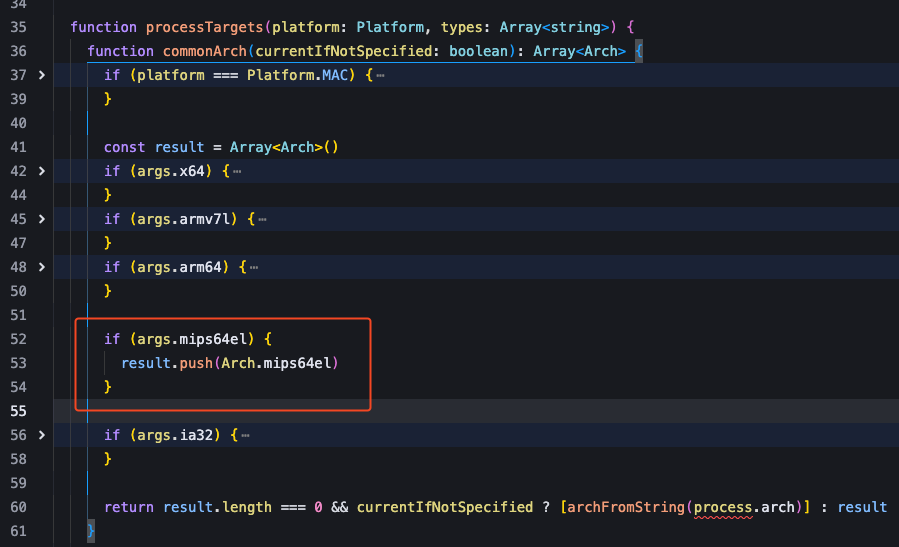 34
35 function processTargets(platform: Platform, types: Array<string>) {
36 function commonArch(currentIfNotSpecified: boolean): Array<Arch> {
37 if (platform === Platform.MAC) {⋯
39 }
40
41 const result = Array<Arch>()
42 if (args.x64) {⋯
44 }
45 if (args.armv7l) {⋯
47 }
48 if (args.arm64) {⋯
50 }
51
52 if (args.mips64el) {
53 result.push(Arch.mips64el)
54 }
55
56 if (args.ia32) {⋯
58 }
59
60 return result.length === 0 && currentIfNotSpecified ? [archFromString(process.arch)] : result
61 }